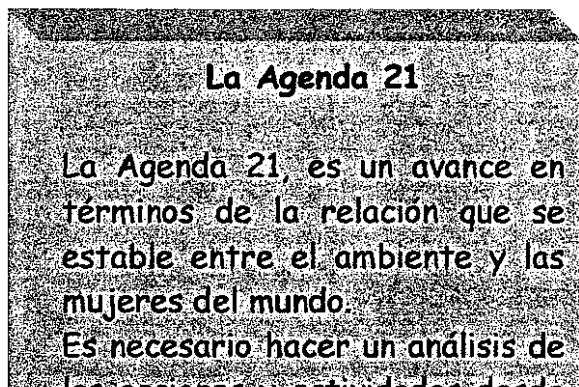 La Agenda 21
La Agenda 21, es un avance en
términos de la relación que se
estable entre el ambiente y las
mujeres del mundo.
Es necesario hacer un análisis de